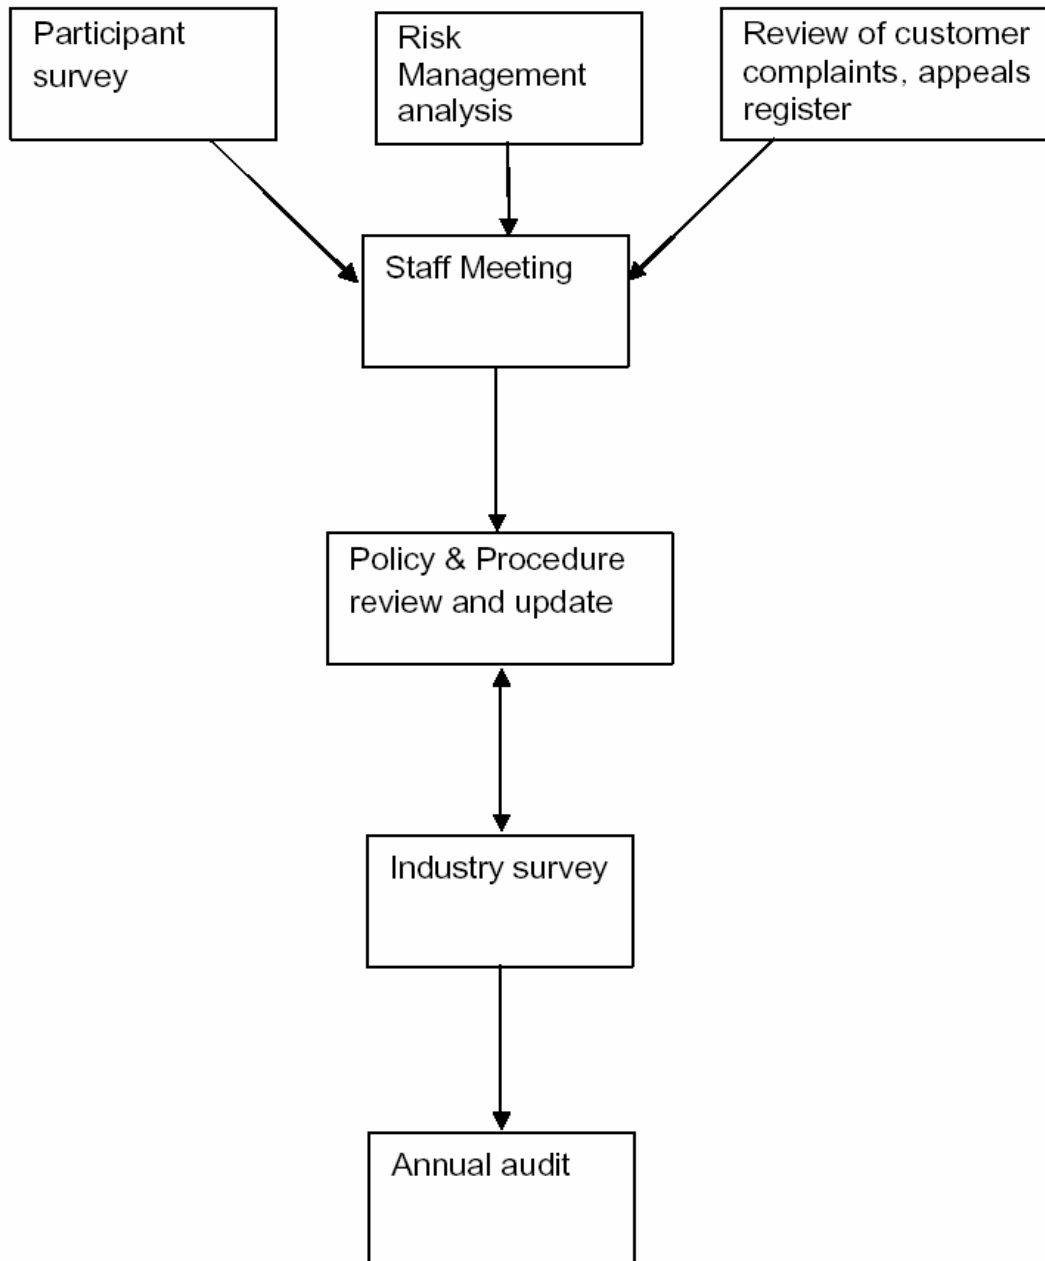 Participant
survey
Risk
Management
analysis
Review of customer
complaints, appeals
register
Staff Meeting
Policy & Procedure
review and update
Industry survey
Annual audit